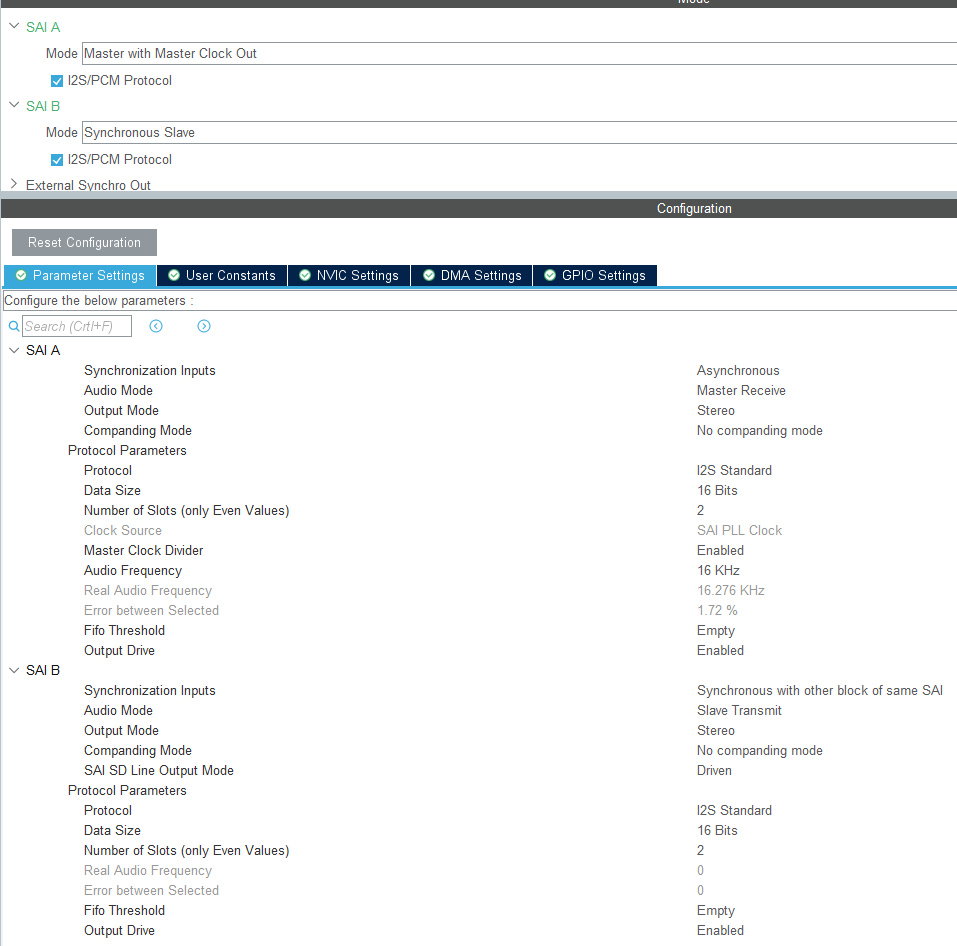 Mode
SAI A
Mode Master with Master Clock Out
I2S/PCM Protocol
SAI B
Mode Synchronous Slave
I2S/PCM Protocol
External Synchro Out
Configuration
Reset Configuration
Parameter Settings User Constants NVIC Settings DMA Settings GPIO Settings
Configure the below parameters :
Search (CrtI+F)
SAI A
Synchronization Inputs Asynchronous
Audio Mode Master Receive
Output Mode Stereo
Companding Mode No companding mode
Protocol Parameters
Protocol I2S Standard
Data Size 16 Bits
Number of Slots (only Even Values) 2
Clock Source SAI PLL Clock
Master Clock Divider Enabled
Audio Frequency 16 KHz
Real Audio Frequency 16.276 KHz
Error between Selected 1.72 %
Fifo Threshold Empty
Output Drive Enabled
SAI B
Synchronization Inputs Synchronous with other block of same SAI
Audio Mode Slave Transmit
Output Mode Stereo
Companding Mode No companding mode
SAI SD Line Output Mode Driven
Protocol Parameters
Protocol I2S Standard
Data Size 16 Bits
Number of Slots (only Even Values) 2
Real Audio Frequency 0
Error between Selected 0
Fifo Threshold Empty
Output Drive Enabled